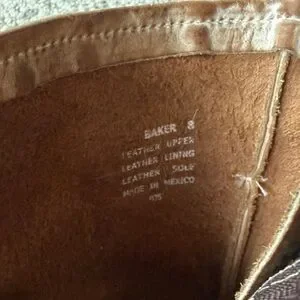 BAKER 8
LEATHER UPPER
LEATHER LINING
LEATHER SOLE
MADE IN MEXICO